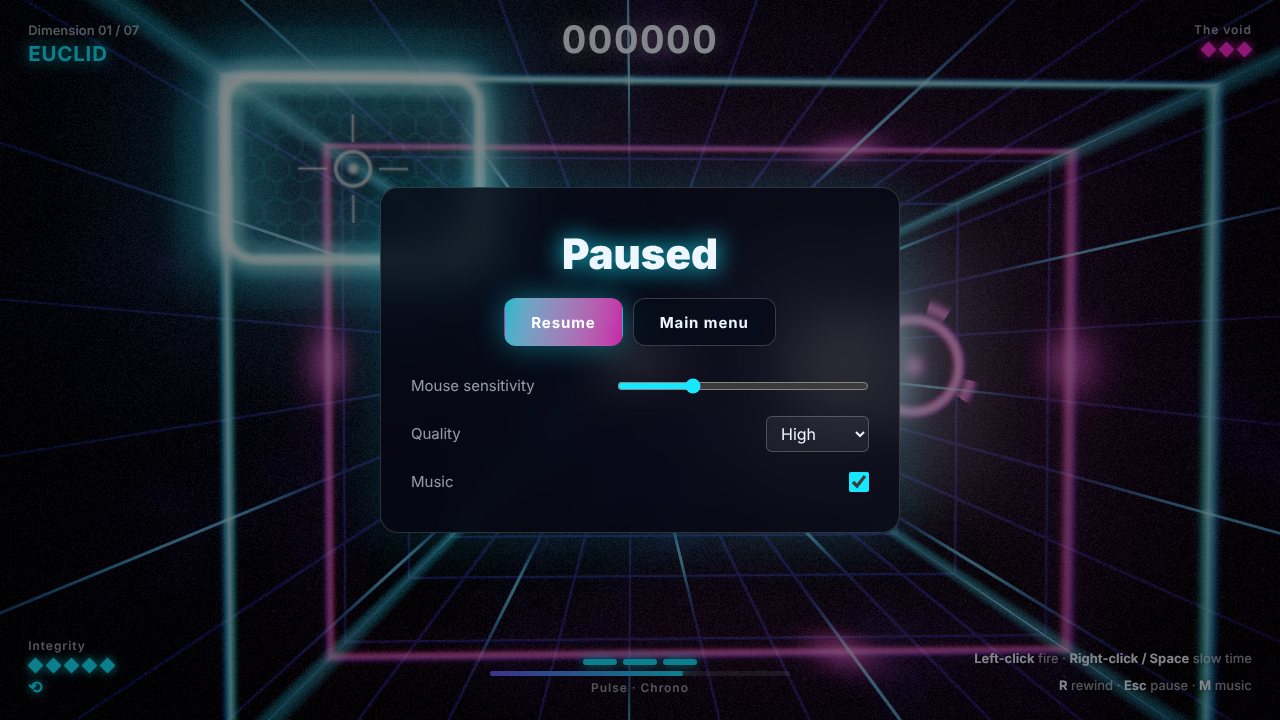 Dimension 01 / 07
EUCLID
000000
The void
Paused
Resume
Main menu
Mouse sensitivity
Quality
High
Music
Integrity
Pulse · Chrono
Left-click fire · Right-click / Space slow time
R rewind · Esc pause · M music